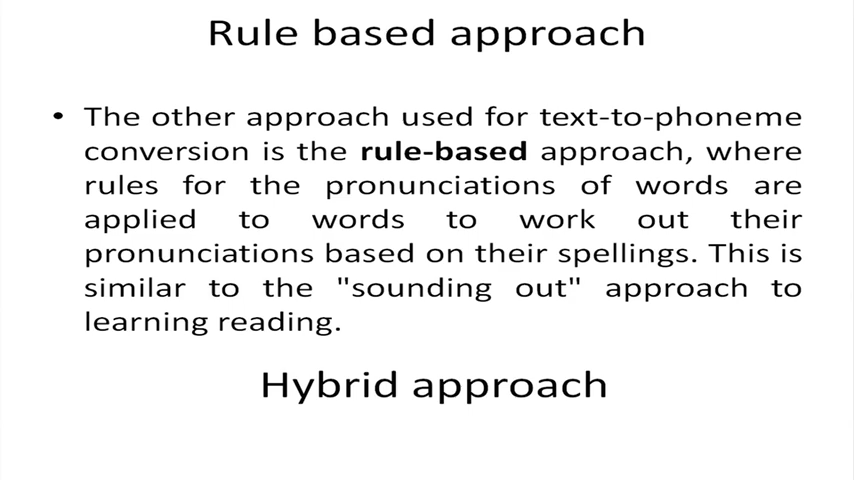 Rule based approach
• The other approach used for text-to-phoneme
conversion is the rule-based approach, where
rules for the pronunciations of words are
applied to words to work out their
pronunciations based on their spellings. This is
similar to the "sounding out" approach to
learning reading.
Hybrid approach